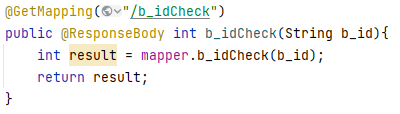 @GetMapping("/b_idCheck")
public @ResponseBody int b_idCheck(String b_id){
    int result = mapper.b_idCheck(b_id);
    return result;
}